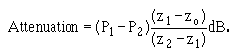 Attenuation = (P₁ − P₂) (z₁ − z₀) / (z₂ − z₁) dB.